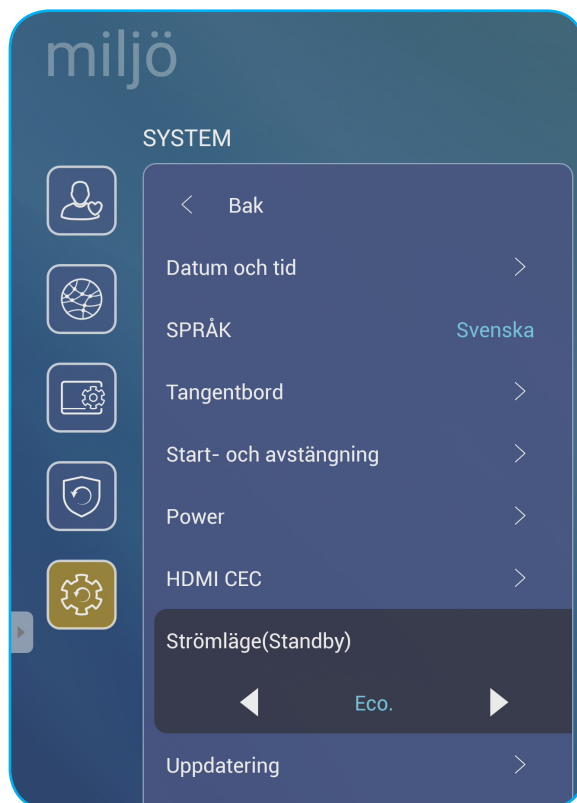 miljö
SYSTEM
Bak
Datum och tid
SPRÅK Svenska
Tangentbord
Start- och avstängning
Power
HDMI CEC
Strömläge(Standby)
Eco.
Uppdatering